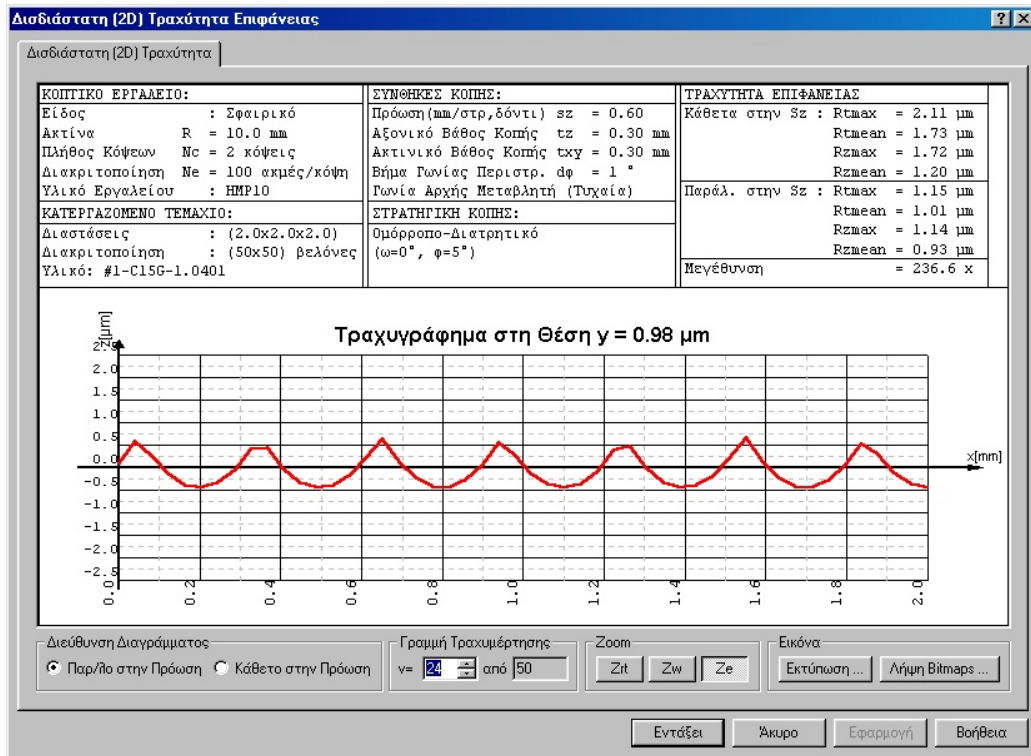 Δισδιάστατη (2D) Τραχύτητα Επιφάνειας
Δισδιάστατη (2D) Τραχύτητα
ΚΟΠΤΙΚΟ ΕΡΓΑΛΕΙΟ:
Είδος : Σφαιρικό
Ακτίνα R = 10.0 mm
Πλήθος Κόψεων Nc = 2 κόψεις
Διακριτοποίηση Ne = 100 ακμές/κόψη
Υλικό Εργαλείου : HMP10
ΚΑΤΕΡΓΑΖΟΜΕΝΟ ΤΕΜΑΧΙΟ:
Διαστάσεις : (2.0x2.0x2.0)
Διακριτοποίηση : (50x50) βελόνες
Υλικό: #1-C15G-1.0401
ΣΥΝΘΗΚΕΣ ΚΟΠΗΣ:
Πρόωση(mm/στρ,δόντι) sz = 0.60
Αξονικό Βάθος Κοπής tz = 0.30 mm
Ακτινικό Βάθος Κοπής txy = 0.30 mm
Βήμα Γωνίας Περιστρ. dφ = 1 °
Γωνία Αρχής Μεταβλητή (Τυχαία)
ΣΤΡΑΤΗΓΙΚΗ ΚΟΠΗΣ:
Ομόρροπο-Διατρητικό
(ω=0°, φ=5°)
ΤΡΑΧΥΤΗΤΑ ΕΠΙΦΑΝΕΙΑΣ
Κάθετα στην Sz : Rtmax = 2.11 μm
Rtmean = 1.73 μm
Rzmax = 1.72 μm
Rzmean = 1.20 μm
Παράλ. στην Sz : Rtmax = 1.15 μm
Rtmean = 1.01 μm
Rzmax = 1.14 μm
Rzmean = 0.93 μm
Μεγέθυνση = 236.6 x
Τραχυγράφημα στη Θέση y = 0.98 μm
z[μm]
2.5
2.0
1.5
1.0
0.5
0.0
-0.5
-1.0
-1.5
-2.0
-2.5
x[mm]
0.0 0.2 0.4 0.6 0.8 1.0 1.2 1.4 1.6 1.8 2.0
Διεύθυνση Διαγράμματος
Παρ/λο στην Πρόωση Κάθετο στην Πρόωση
Γραμμή Τραχυμέρτησης
v= 24 από 50
Zoom
Zrt Zw Ze
Εικόνα
Εκτύπωση ... Λήψη Bitmaps ...
Εντάξει Άκυρο Εφαρμογή Βοήθεια